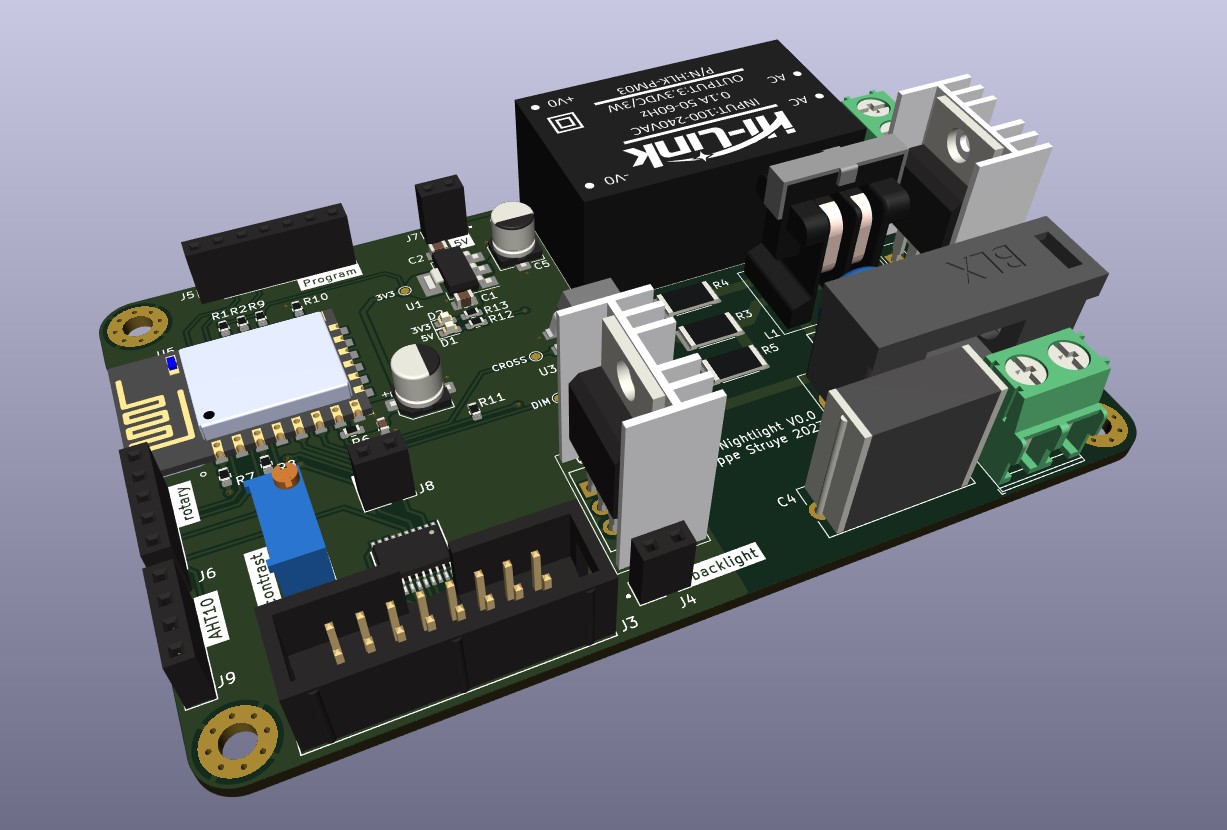 +VO
-VO
AC
AC
Hi-Link
INPUT:100-240VAC
0.1A 50-60Hz
OUTPUT:3.3VDC/3W
P/N:HLK-PM03
BLX
J7
5V
J5
Program
C2
C5
3V3
U1
C1
R1 R2 R9
R10
R13
R12
3V3
5V
D1
CROSS
U3
R4
R3
R5
L1
DIM
R11
R7
J8
rotary
J6
contrast
AHT10
J9
J3
J4
backlight
C4
Nightlight V0.0